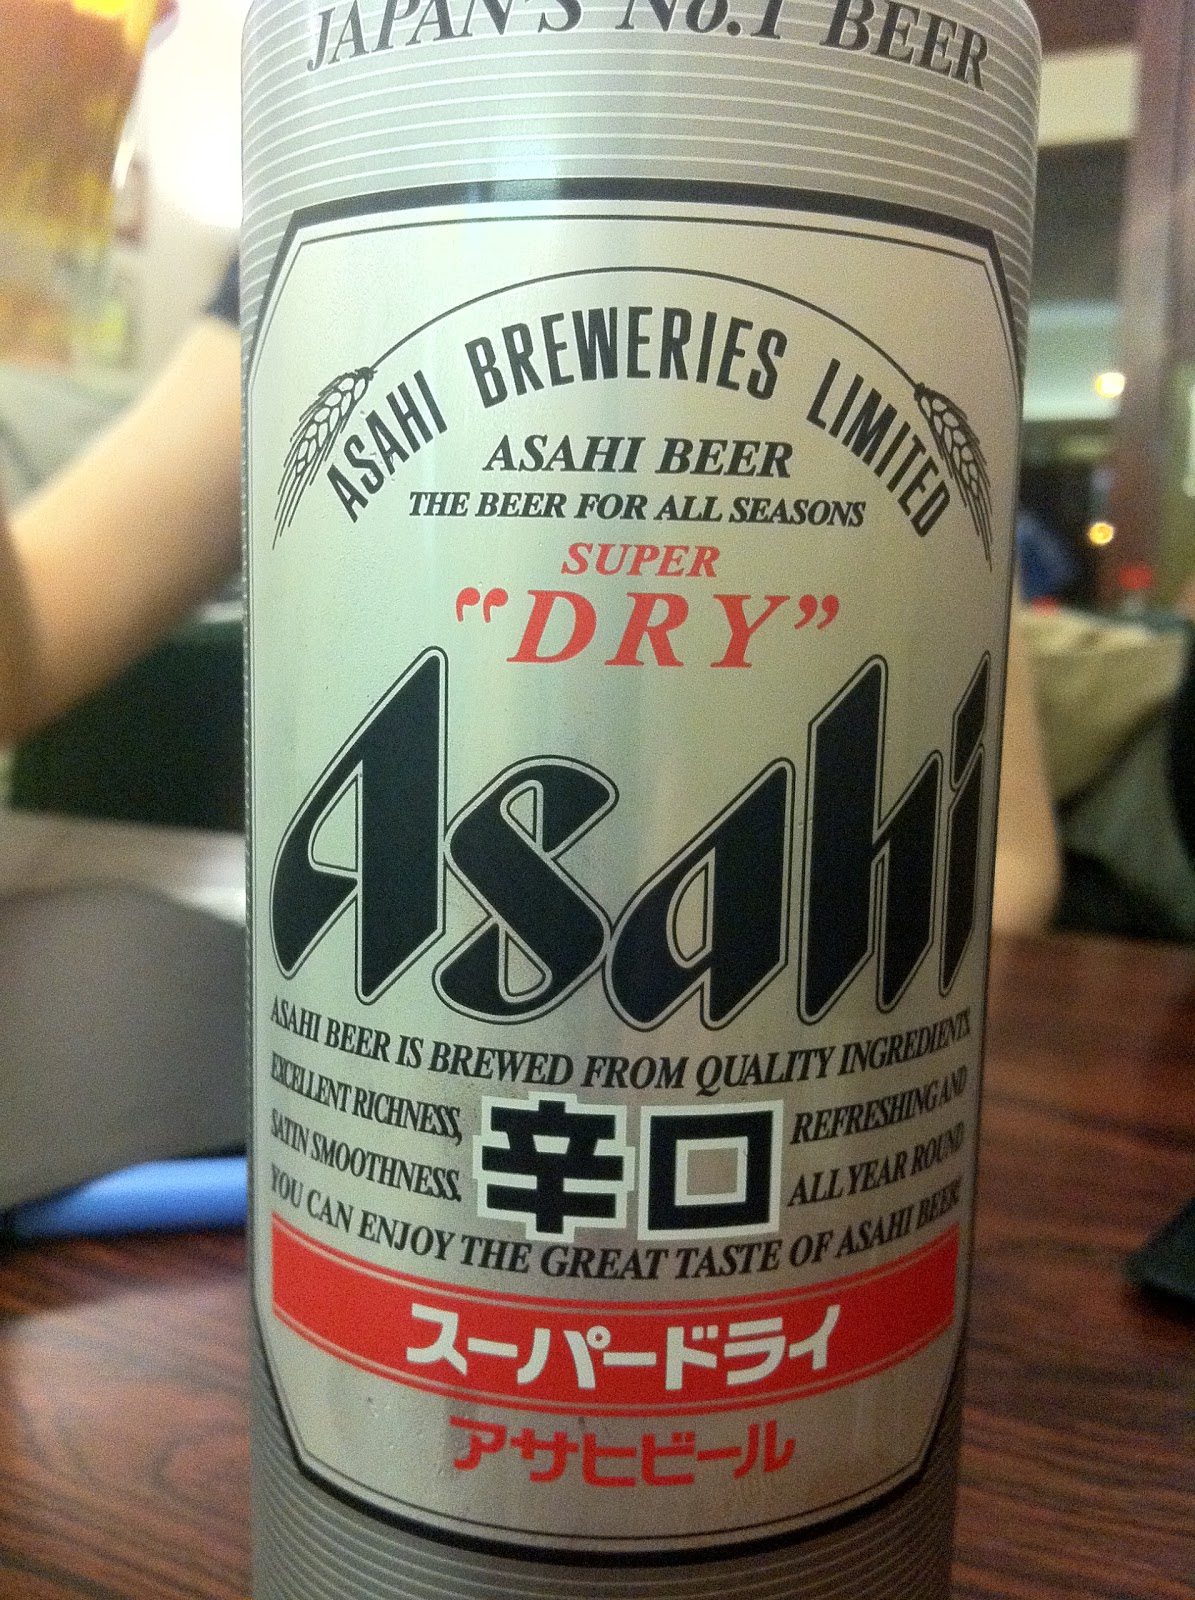 JAPAN'S No.1 BEER
ASAHI BREWERIES LIMITED
ASAHI BEER
THE BEER FOR ALL SEASONS
SUPER
“DRY”
Asahi
ASAHI BEER IS BREWED FROM QUALITY INGREDIENTS.
EXCELLENT RICHNESS, 辛口 REFRESHING AND
SATIN SMOOTHNESS. ALL YEAR ROUND
YOU CAN ENJOY THE GREAT TASTE OF ASAHI BEER!
スーパードライ
アサヒビール